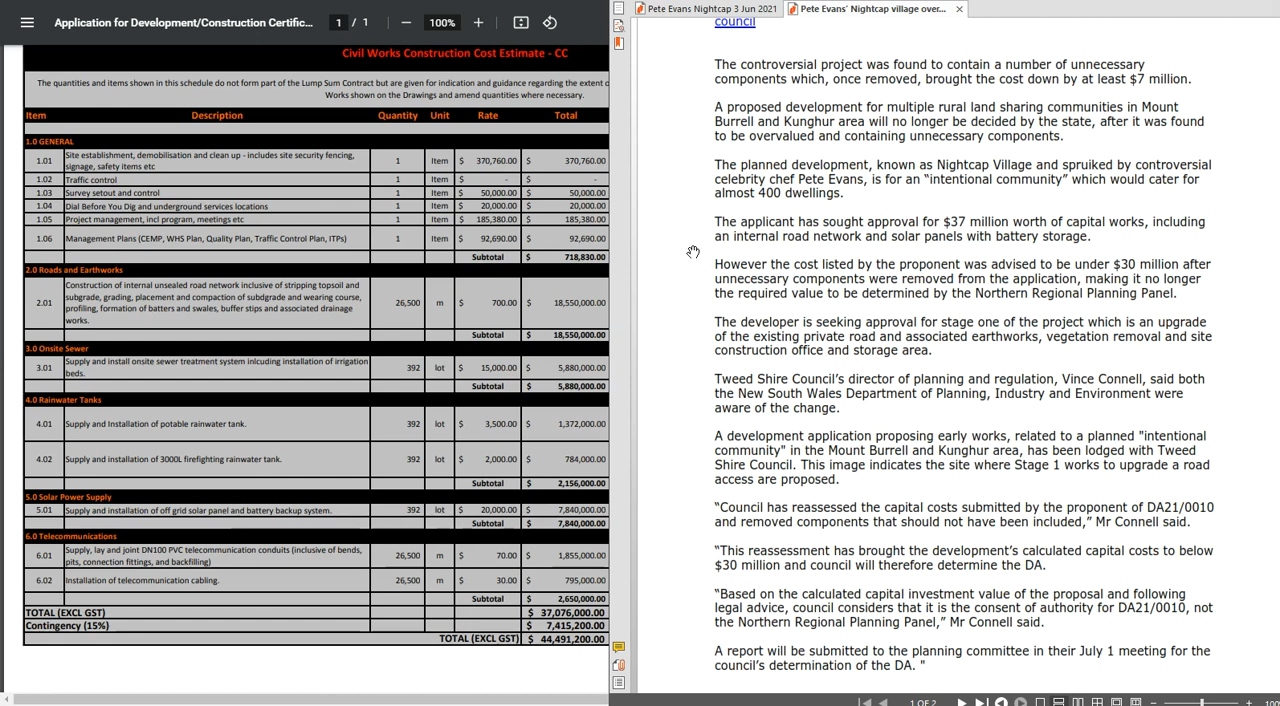 Application for Development/Construction Certific... 1 / 1 100%
Civil Works Construction Cost Estimate - CC
The quantities and items shown in this schedule do not form part of the Lump Sum Contract but are given for indication and guidance regarding the extent o
Works shown on the Drawings and amend quantities where necessary.
Item Description Quantity Unit Rate Total
1.0 GENERAL
1.01 Site establishment, demobilisation and clean up - includes site security fencing, signage, safety items etc 1 Item $ 370,760.00 $ 370,760.00
1.02 Traffic control 1 Item $ - $ -
1.03 Survey setout and control 1 Item $ 50,000.00 $ 50,000.00
1.04 Dial Before You Dig and underground services locations 1 Item $ 20,000.00 $ 20,000.00
1.05 Project management, incl program, meetings etc 1 Item $ 185,380.00 $ 185,380.00
1.06 Management Plans (CEMP, WHS Plan, Quality Plan, Traffic Control Plan, ITPs) 1 Item $ 92,690.00 $ 92,690.00
Subtotal $ 718,830.00
2.0 Roads and Earthworks
2.01 Construction of internal unsealed road network inclusive of stripping topsoil and
subgrade, grading, placement and compaction of subdgrade and wearing course,
profiling, formation of batters and swales, buffer stips and associated drainage
works.
26,500 m $ 700.00 $ 18,550,000.00
Subtotal $ 18,550,000.00
3.0 Onsite Sewer
3.01 Supply and install onsite sewer treatment system inlcuding installation of irrigation
beds.
392 lot $ 15,000.00 $ 5,880,000.00
Subtotal $ 5,880,000.00
4.0 Rainwater Tanks
4.01 Supply and Installation of potable rainwater tank. 392 lot $ 3,500.00 $ 1,372,000.00
4.02 Supply and installation of 3000L firefighting rainwater tank. 392 lot $ 2,000.00 $ 784,000.00
Subtotal $ 2,156,000.00
5.0 Solar Power Supply
5.01 Supply and installation of off grid solar panel and battery backup system. 392 lot $ 20,000.00 $ 7,840,000.00
Subtotal $ 7,840,000.00
6.0 Telecommunications
6.01 Supply, lay and joint DN100 PVC telecommunication conduits (inclusive of bends,
pits, connection fittings, and backfilling)
26,500 m $ 70.00 $ 1,855,000.00
6.02 Installation of telecommunication cabling. 26,500 m $ 30.00 $ 795,000.00
Subtotal $ 2,650,000.00
TOTAL (EXCL GST) $ 37,076,000.00
Contingency (15%) $ 7,415,200.00
TOTAL (EXCL GST) $ 44,491,200.00
Pete Evans Nightcap 3 Jun 2021 Pete Evans' Nightcap village over...
council
The controversial project was found to contain a number of unnecessary
components which, once removed, brought the cost down by at least $7 million.
A proposed development for multiple rural land sharing communities in Mount
Burrell and Kunghur area will no longer be decided by the state, after it was found
to be overvalued and containing unnecessary components.
The planned development, known as Nightcap Village and spruiked by controversial
celebrity chef Pete Evans, is for an “intentional community” which would cater for
almost 400 dwellings.
The applicant has sought approval for $37 million worth of capital works, including
an internal road network and solar panels with battery storage.
However the cost listed by the proponent was advised to be under $30 million after
unnecessary components were removed from the application, making it no longer
the required value to be determined by the Northern Regional Planning Panel.
The developer is seeking approval for stage one of the project which is an upgrade
of the existing private road and associated earthworks, vegetation removal and site
construction office and storage area.
Tweed Shire Council’s director of planning and regulation, Vince Connell, said both
the New South Wales Department of Planning, Industry and Environment were
aware of the change.
A development application proposing early works, related to a planned "intentional
community" in the Mount Burrell and Kunghur area, has been lodged with Tweed
Shire Council. This image indicates the site where Stage 1 works to upgrade a road
access are proposed.
“Council has reassessed the capital costs submitted by the proponent of DA21/0010
and removed components that should not have been included,” Mr Connell said.
“This reassessment has brought the development’s calculated capital costs to below
$30 million and council will therefore determine the DA.
“Based on the calculated capital investment value of the proposal and following
legal advice, council considers that it is the consent of authority for DA21/0010, not
the Northern Regional Planning Panel,” Mr Connell said.
A report will be submitted to the planning committee in their July 1 meeting for the
council’s determination of the DA. "
1 OF 2 100